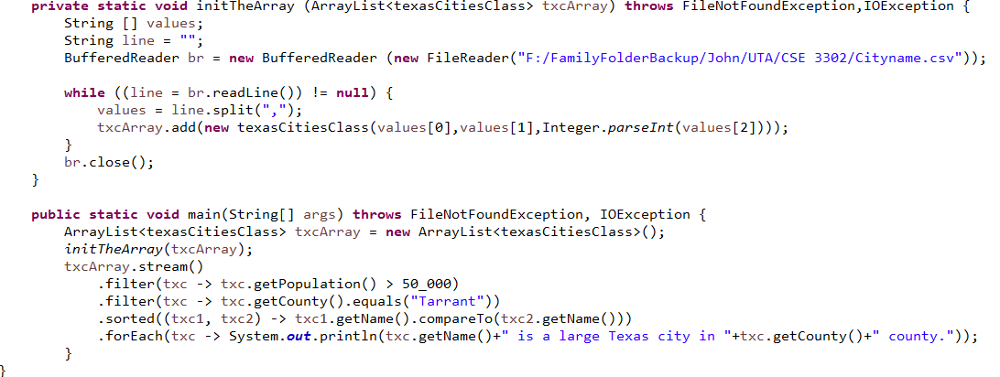 private static void initTheArray (ArrayList<texasCitiesClass> txcArray) throws FileNotFoundException,IOException {
String [] values;
String line = "";
BufferedReader br = new BufferedReader (new FileReader("F:/FamilyFolderBackup/John/UTA/CSE 3302/Cityname.csv"));
while ((line = br.readLine()) != null) {
values = line.split(",");
txcArray.add(new texasCitiesClass(values[0],values[1],Integer.parseInt(values[2])));
}
br.close();
}
public static void main(String[] args) throws FileNotFoundException, IOException {
ArrayList<texasCitiesClass> txcArray = new ArrayList<texasCitiesClass>();
initTheArray(txcArray);
txcArray.stream()
.filter(txc -> txc.getPopulation() > 50_000)
.filter(txc -> txc.getCounty().equals("Tarrant"))
.sorted((txc1, txc2) -> txc1.getName().compareTo(txc2.getName()))
.forEach(txc -> System.out.println(txc.getName()+" is a large Texas city in "+txc.getCounty()+" county."));
}
}